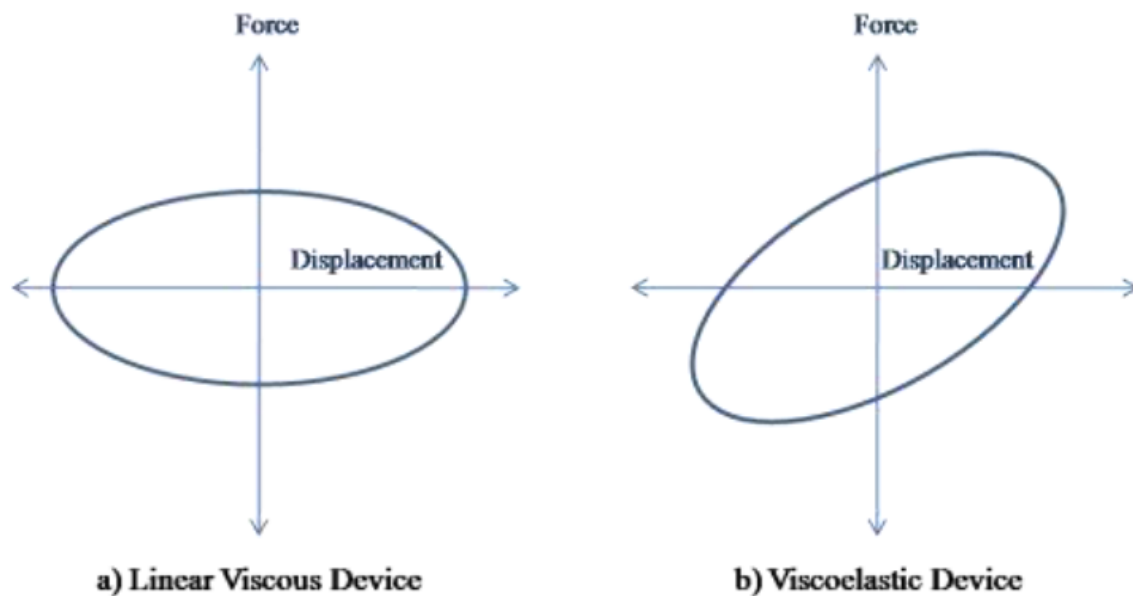 Force
Force
Displacement
Displacement
a) Linear Viscous Device
b) Viscoelastic Device